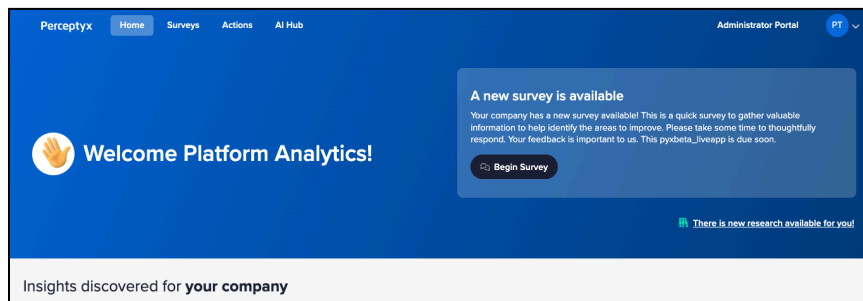 Perceptyx Home Surveys Actions AI Hub Administrator Portal PT
A new survey is available
Your company has a new survey available! This is a quick survey to gather valuable
information to help identify the areas to improve. Please take some time to thoughtfully
respond. Your feedback is important to us. This pyxbeta_liveapp is due soon.
Welcome Platform Analytics!
Begin Survey
There is new research available for you!
Insights discovered for your company